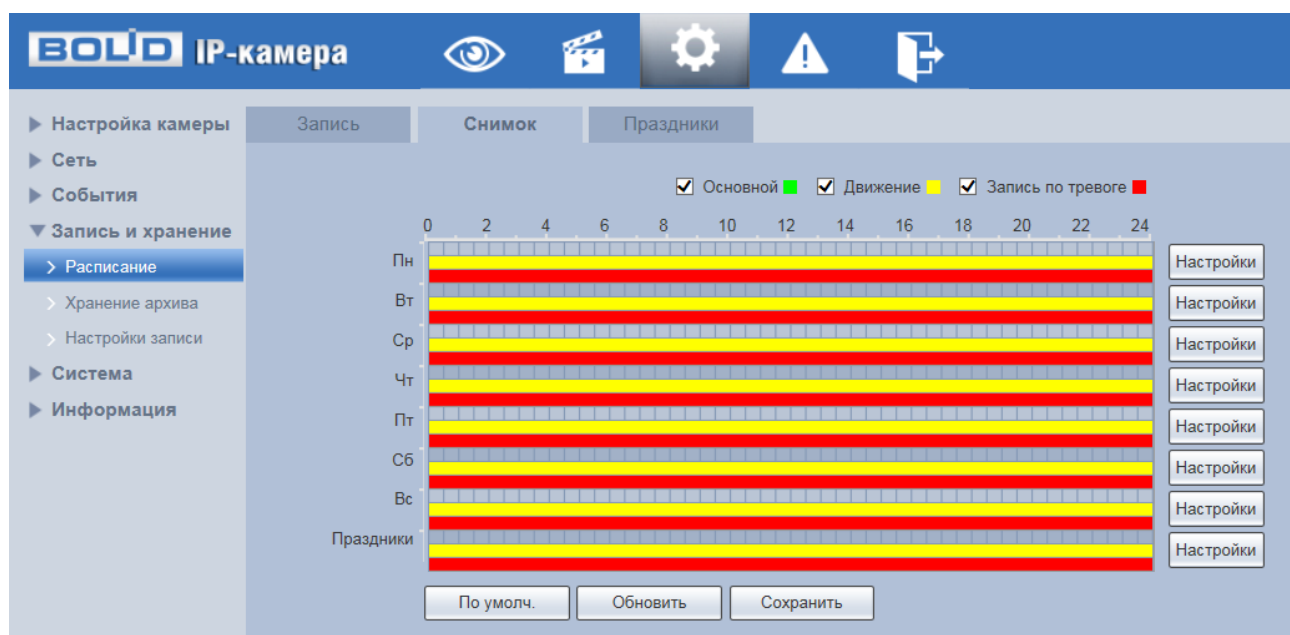 BOLID IP-камера
Настройка камеры
Сеть
События
Запись и хранение
Расписание
Хранение архива
Настройки записи
Система
Информация
Запись Снимок Праздники
Основной Движение Запись по тревоге
0 2 4 6 8 10 12 14 16 18 20 22 24
Пн Настройки
Вт Настройки
Ср Настройки
Чт Настройки
Пт Настройки
Сб Настройки
Вс Настройки
Праздники Настройки
По умолч. Обновить Сохранить